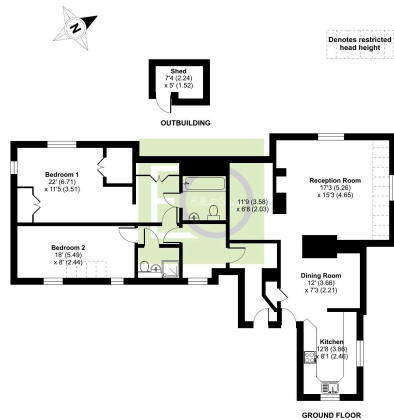 N
Denotes restricted
head height
Shed
7'4 (2.24)
x 5' (1.52)
OUTBUILDING
Bedroom 1
22' (6.71)
x 11'5 (3.51)
11'9 (3.58)
x 6'8 (2.03)
Reception Room
17'3 (5.26)
x 15'3 (4.65)
Bedroom 2
18' (5.49)
x 8' (2.44)
Dining Room
12' (3.66)
x 7'3 (2.21)
Kitchen
12'8 (3.86)
x 8'1 (2.46)
GROUND FLOOR